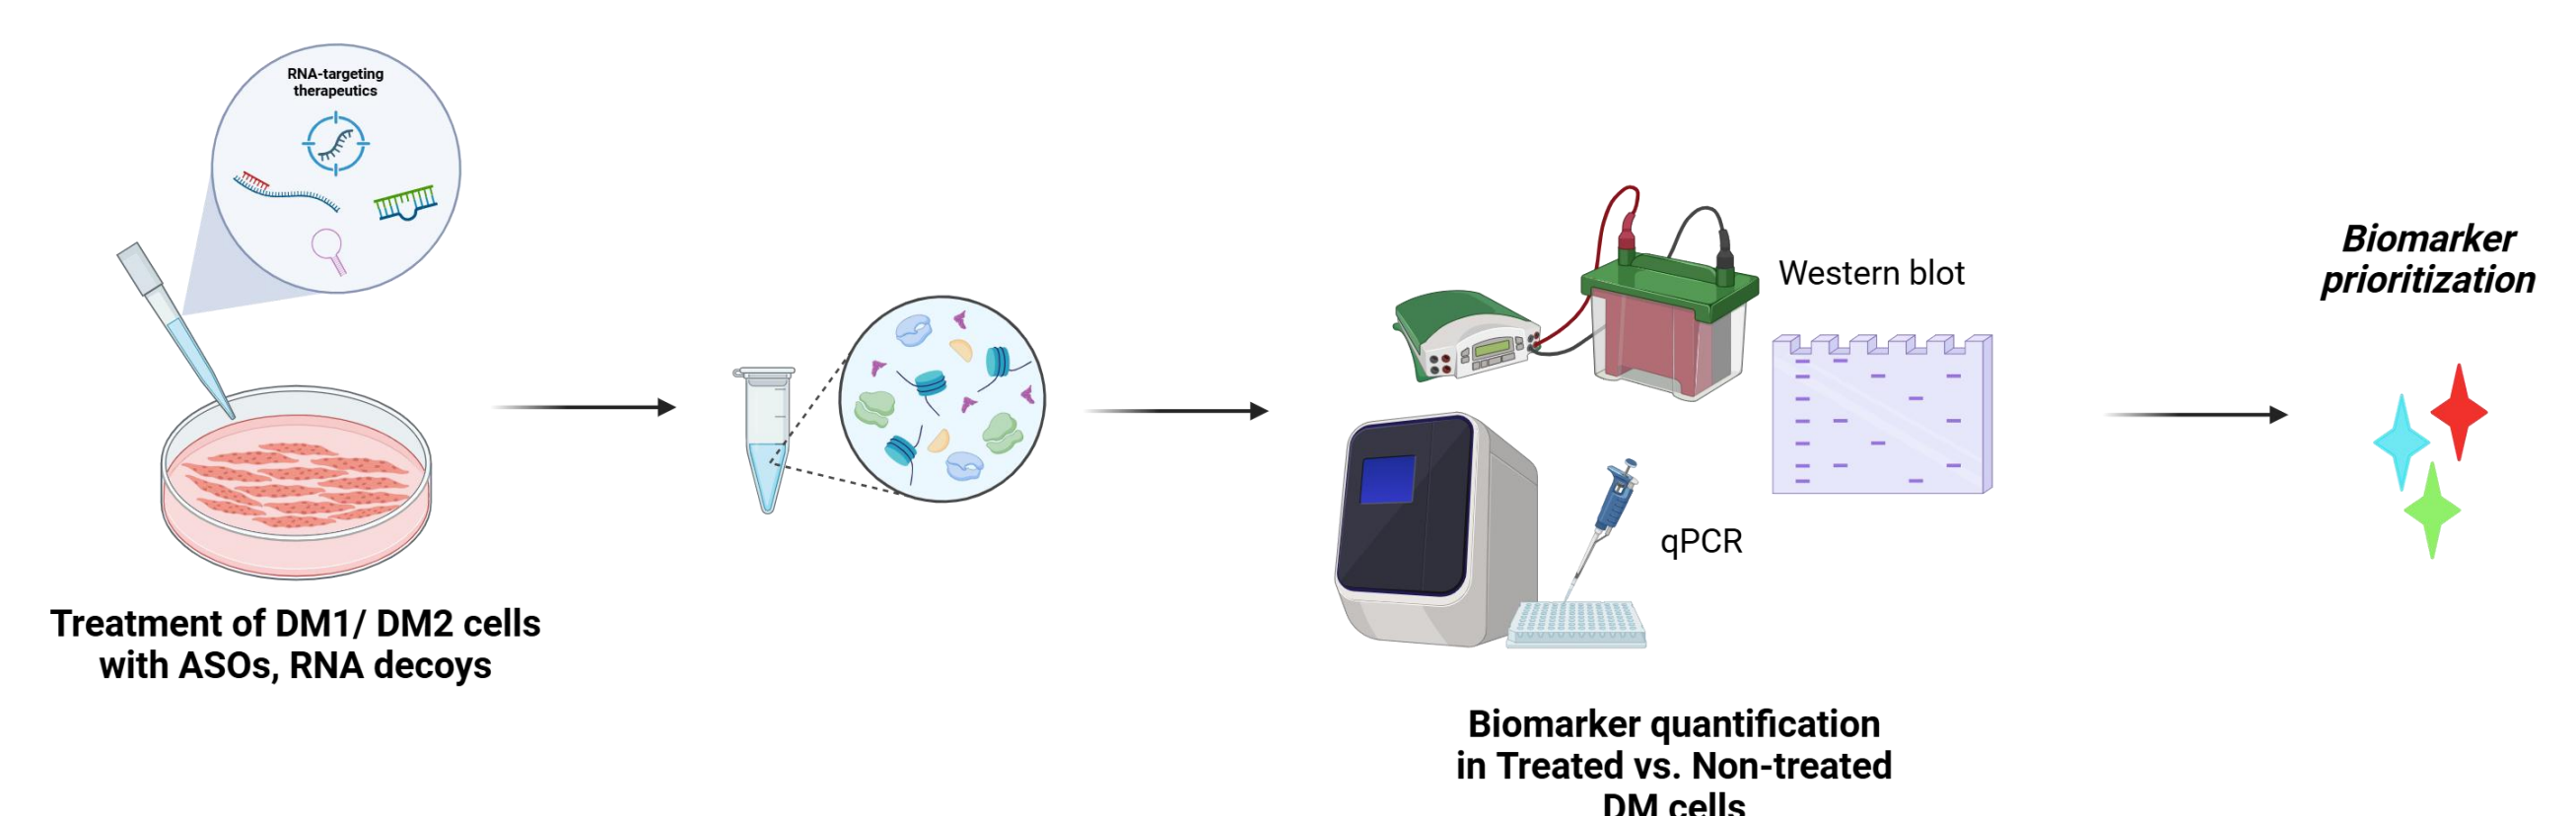 RNA-targeting
therapeutics
Treatment of DM1/ DM2 cells
with ASOs, RNA decoys
Western blot
qPCR
Biomarker quantification
in Treated vs. Non-treated
DM cells
Biomarker
prioritization